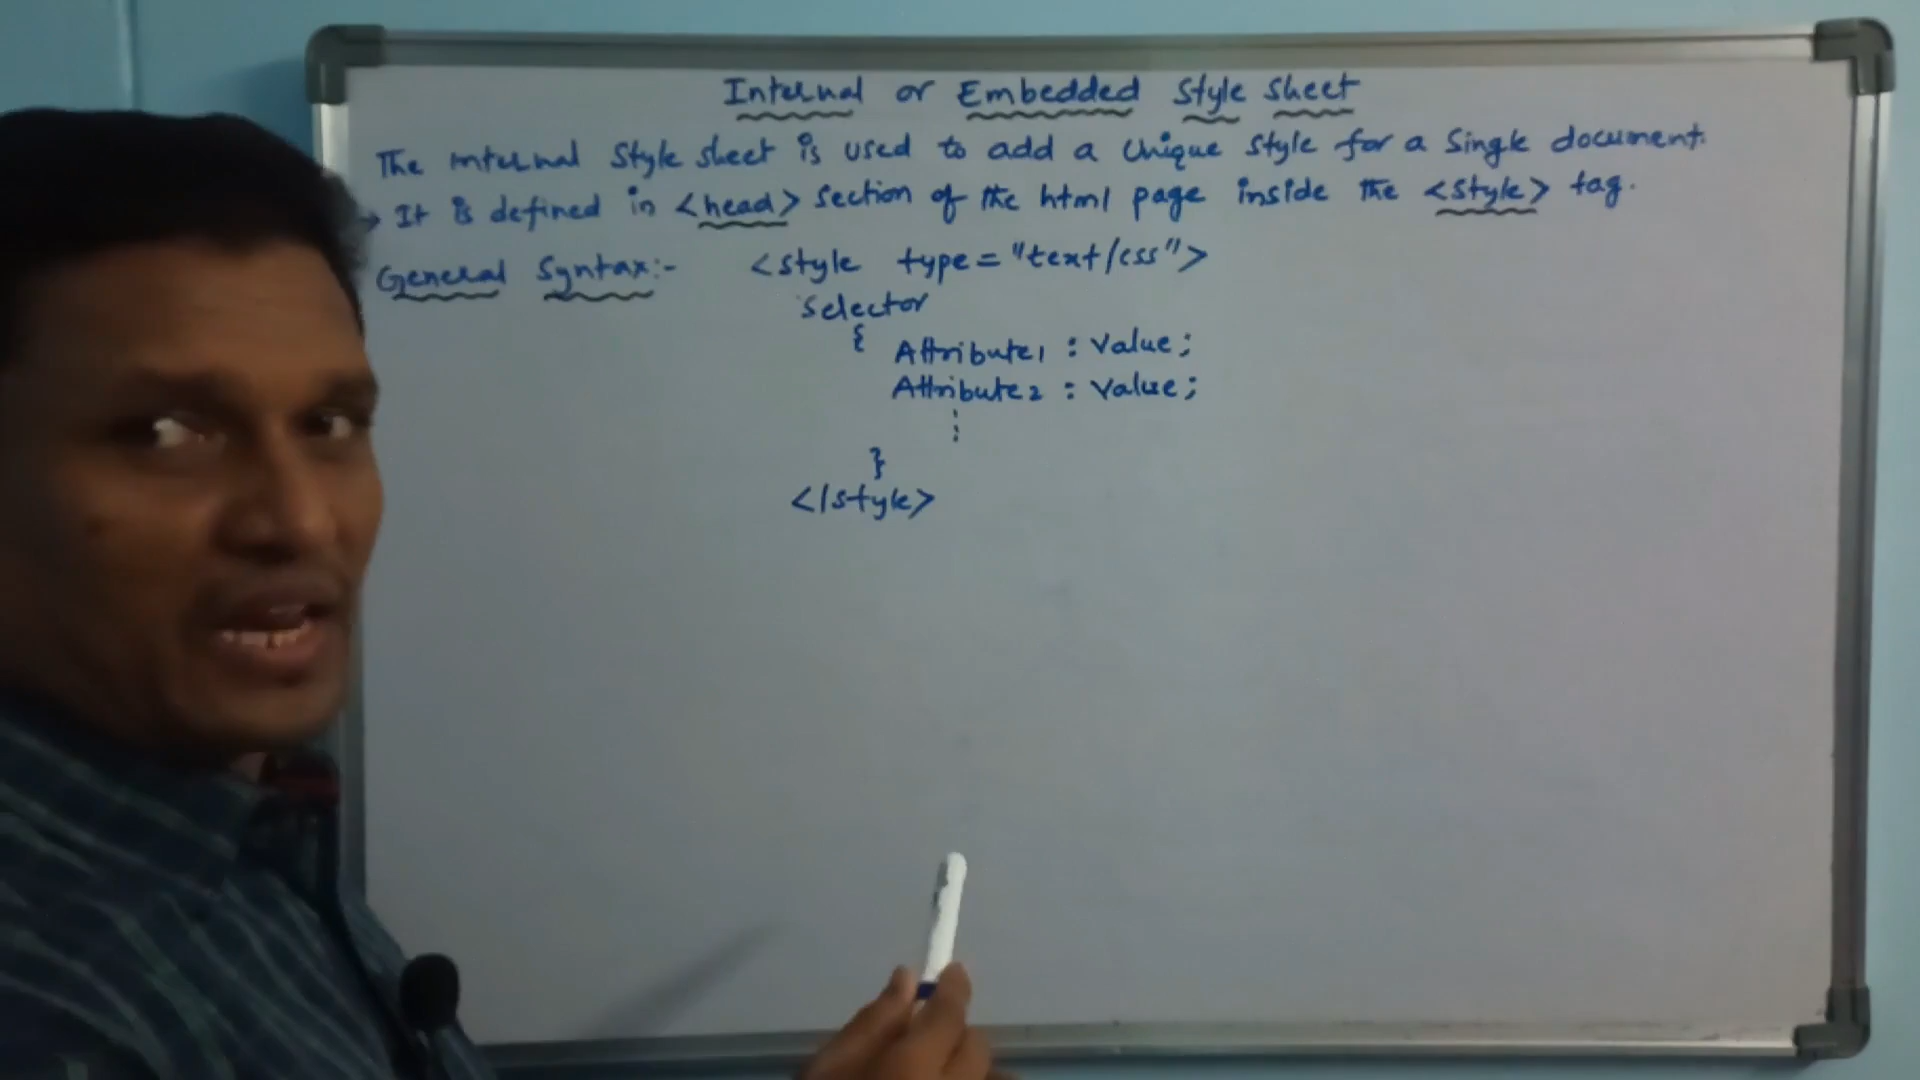 Internal or Embedded Style Sheet
The internal Style sheet is used to add a Unique Style for a Single document.
→ It is defined in <head> section of the html page inside the <style> tag.
General Syntax:- <style type="text/css">
Selector
{ Attribute1 : Value;
Attribute2 : Value;
⋮
}
</style>